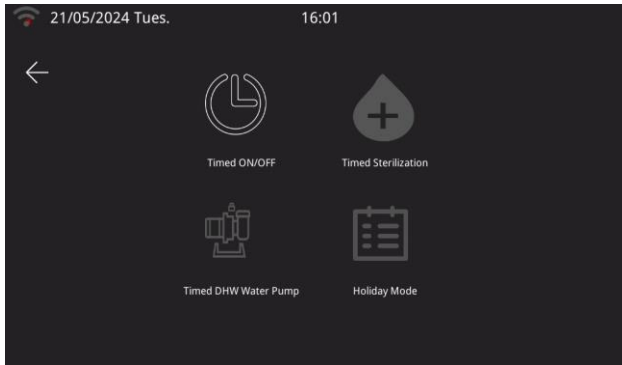 21/05/2024 Tues. 16:01
Timed ON/OFF Timed Sterilization
Timed DHW Water Pump Holiday Mode